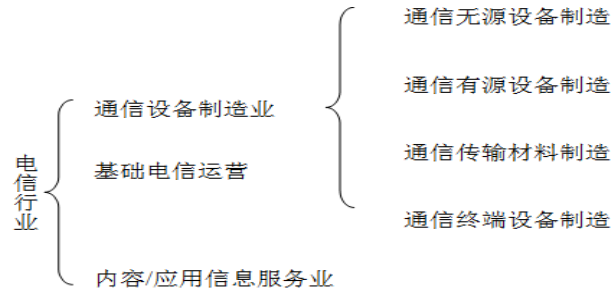 电信行业
通信设备制造业
基础电信运营
内容/应用信息服务业
通信无源设备制造
通信有源设备制造
通信传输材料制造
通信终端设备制造